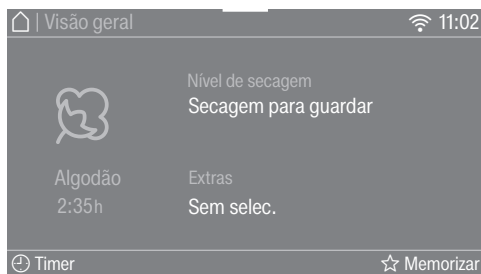 | Visão geral
11:02
Nível de secagem
Secagem para guardar
Algodão
2:35h
Extras
Sem selec.
Timer
Memorizar